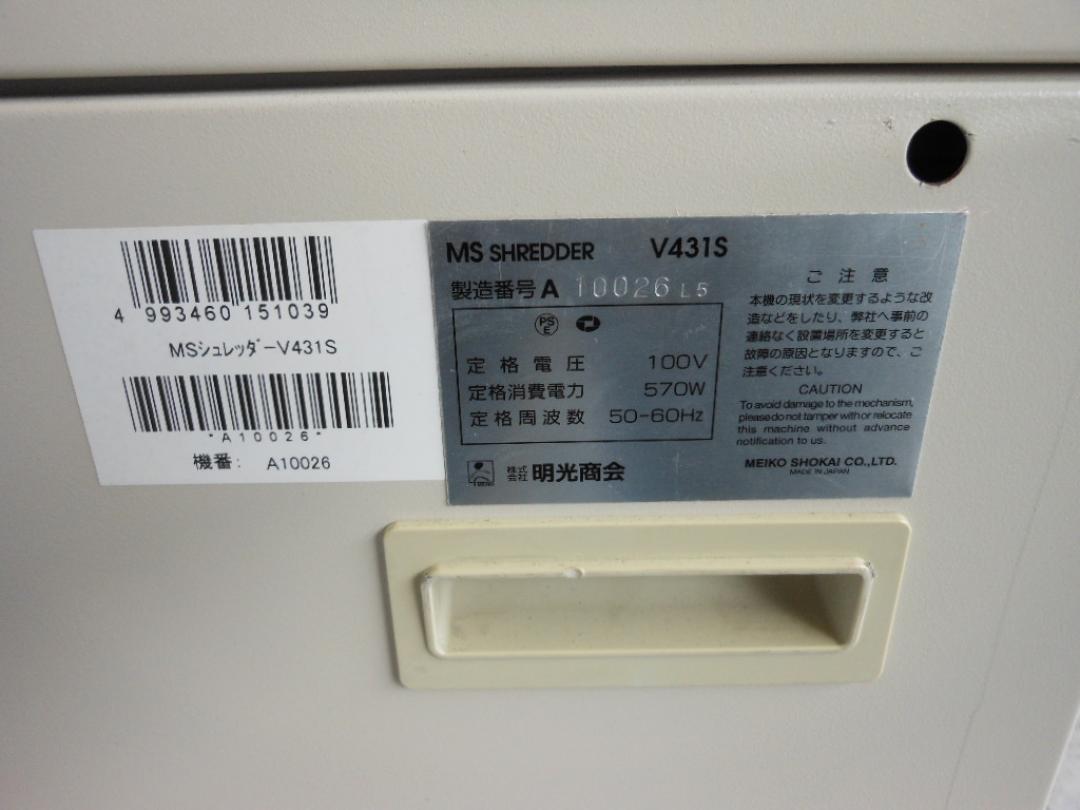 4 993460 151039
MSシュレッダーV431S
*A10026*
機番: A10026
MS SHREDDER V431S
製造番号 A 10026 L5
PS
E
定格電圧 100V
定格消費電力 570W
定格周波数 50-60Hz
株式
会社 明光商会
ご注意
本機の現状を変更するような改
造などをしたり、弊社へ事前の
連絡なく設置場所を変更すると
故障の原因となりますので、ご
注意ください。
CAUTION
To avoid damage to the mechanism,
please do not tamper with or relocate
this machine without advance
notification to us.
MEIKO SHOKAI CO.,LTD.
MADE IN JAPAN